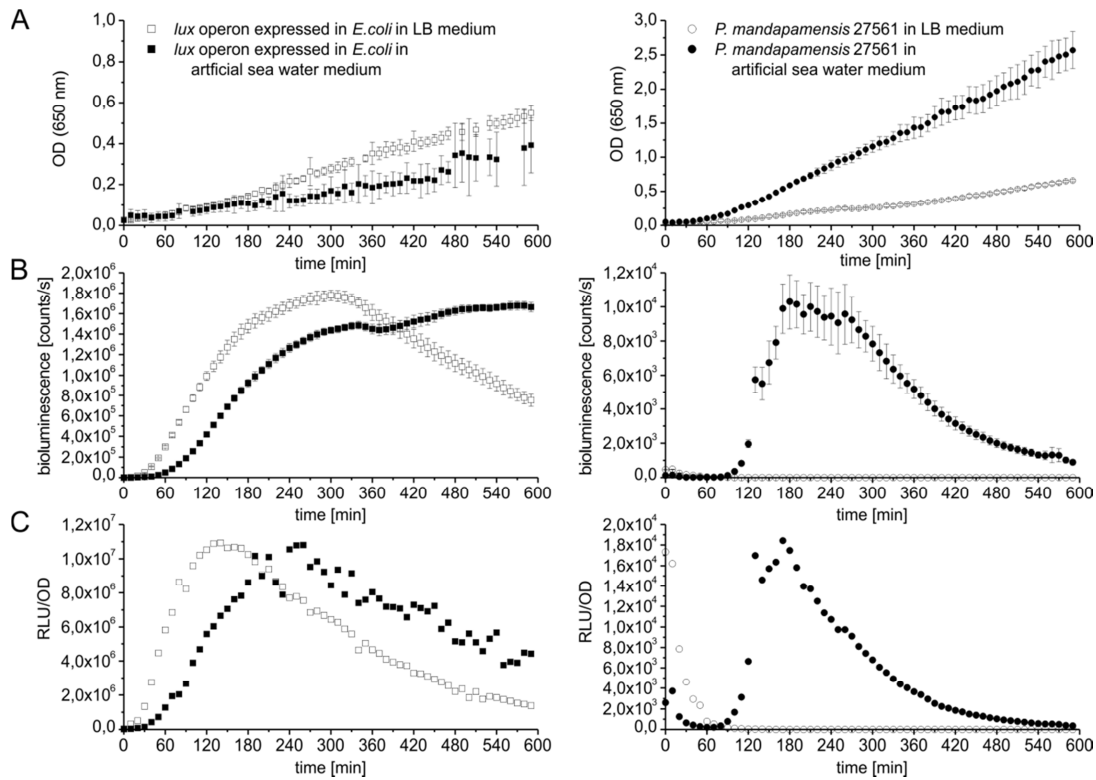 A
lux operon expressed in E.coli in LB medium
lux operon expressed in E.coli in
artificial sea water medium
OD (650 nm)
1,0
0,8
0,6
0,4
0,2
0,0
0 60 120 180 240 300 360 420 480 540 600
time [min]
P. mandapamensis 27561 in LB medium
P. mandapamensis 27561 in
artificial sea water medium
OD (650 nm)
3,0
2,5
2,0
1,5
1,0
0,5
0,0
0 60 120 180 240 300 360 420 480 540 600
time [min]
B
bioluminescence [counts/s]
2,0x10⁶
1,8x10⁶
1,6x10⁶
1,4x10⁶
1,2x10⁶
1,0x10⁶
8,0x10⁵
6,0x10⁵
4,0x10⁵
2,0x10⁵
0,0
0 60 120 180 240 300 360 420 480 540 600
time [min]
bioluminescence [counts/s]
1,2x10⁴
1,0x10⁴
8,0x10³
6,0x10³
4,0x10³
2,0x10³
0,0
0 60 120 180 240 300 360 420 480 540 600
time [min]
C
RLU/OD
1,2x10⁷
1,0x10⁷
8,0x10⁶
6,0x10⁶
4,0x10⁶
2,0x10⁶
0,0
0 60 120 180 240 300 360 420 480 540 600
time [min]
RLU/OD
2,0x10⁴
1,8x10⁴
1,6x10⁴
1,4x10⁴
1,2x10⁴
1,0x10⁴
8,0x10³
6,0x10³
4,0x10³
2,0x10³
0,0
0 60 120 180 240 300 360 420 480 540 600
time [min]